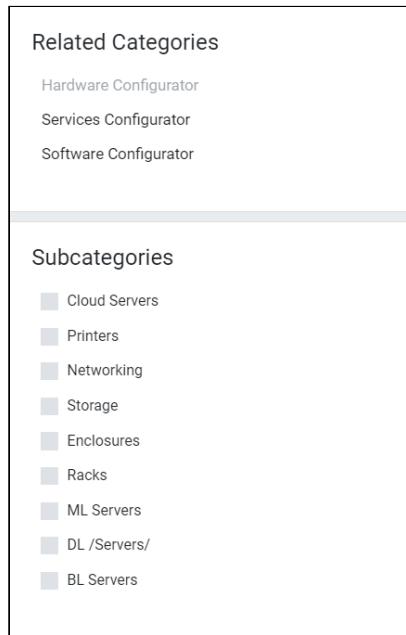 Related Categories
Hardware Configurator
Services Configurator
Software Configurator
Subcategories
Cloud Servers
Printers
Networking
Storage
Enclosures
Racks
ML Servers
DL /Servers/
BL Servers